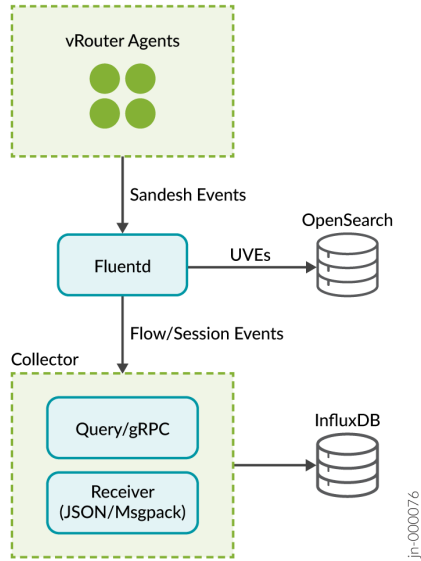 vRouter Agents
Sandesh Events
OpenSearch
Fluentd
UVEs
Flow/Session Events
Collector
Query/gRPC
InfluxDB
Receiver
(JSON/Msgpack)
jn-000076